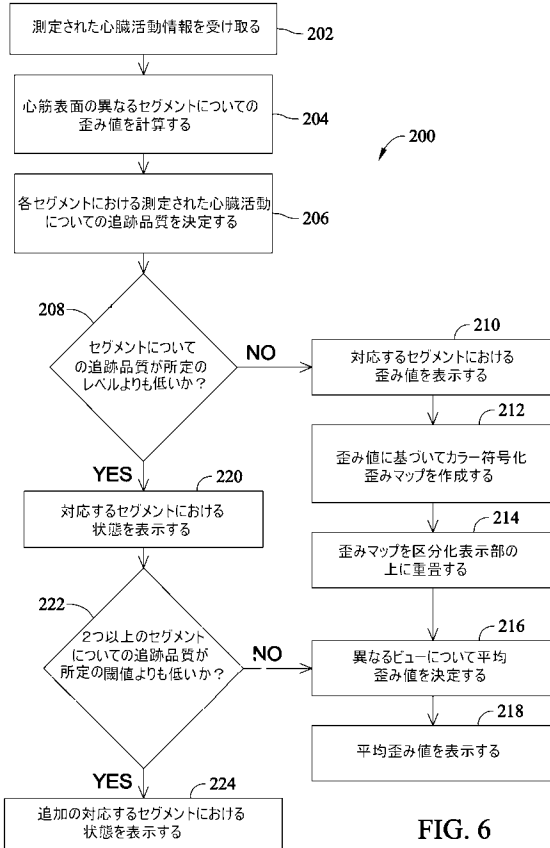 測定された心臓活動情報を受け取る
202
心筋表面の異なるセグメントについての
歪み値を計算する
204
200
各セグメントにおける測定された心臓活動
についての追跡品質を決定する
206
208
セグメントについて
の追跡品質が所定の
レベルよりも低いか？
NO
YES
210
対応するセグメントにおける
歪み値を表示する
212
歪み値に基づいてカラー符号化
歪みマップを作成する
214
歪みマップを区分化表示部の
上に重畳する
220
対応するセグメントにおける
状態を表示する
222
2つ以上のセグメント
についての追跡品質が
所定の閾値よりも低いか？
NO
YES
216
異なるビューについて平均
歪み値を決定する
218
平均歪み値を表示する
224
追加の対応するセグメントにおける
状態を表示する
FIG. 6